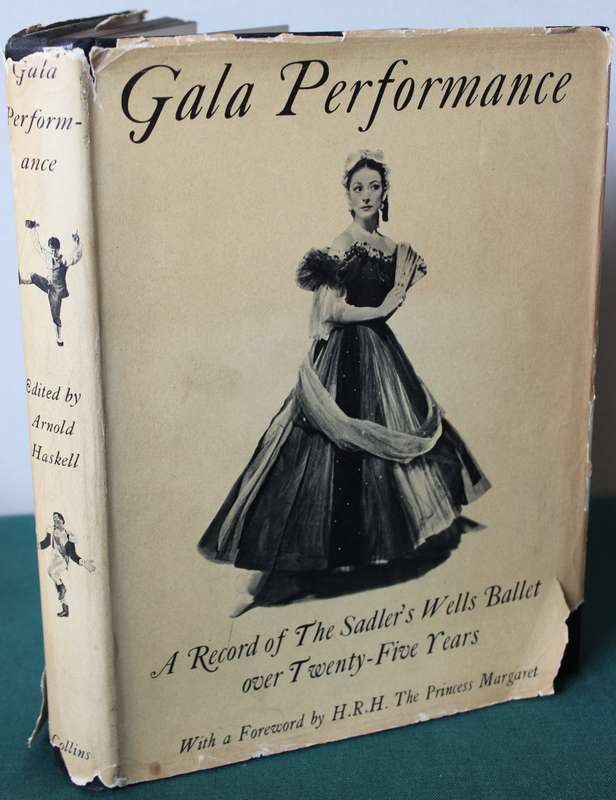 Gala Performance
A Record of The Sadler's Wells Ballet
over Twenty-Five Years
With a Foreword by H.R.H. The Princess Margaret
Gala
Perform-
ance
Edited by
Arnold
Haskell
Collins